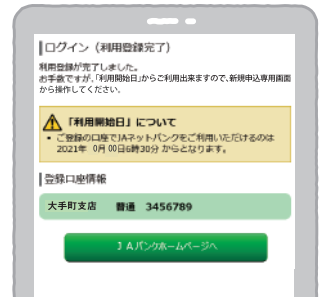 ログイン（利用登録完了）
利用登録が完了しました。
お手数ですが、「利用開始日」からご利用出来ますので、新規申込専用画面
から操作してください。
「利用開始日」について
• ご登録の口座でJAネットバンクをご利用いただけるのは
2021年 0月00日6時30分 からとなります。
登録口座情報
大手町支店 普通 3456789
JAバンクホームページへ